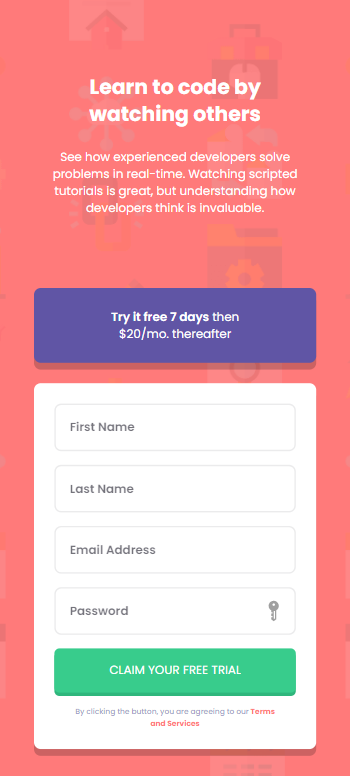 Learn to code by
watching others
See how experienced developers solve
problems in real-time. Watching scripted
tutorials is great, but understanding how
developers think is invaluable.
Try it free 7 days then
$20/mo. thereafter
First Name
Last Name
Email Address
Password
CLAIM YOUR FREE TRIAL
By clicking the button, you are agreeing to our Terms
and Services